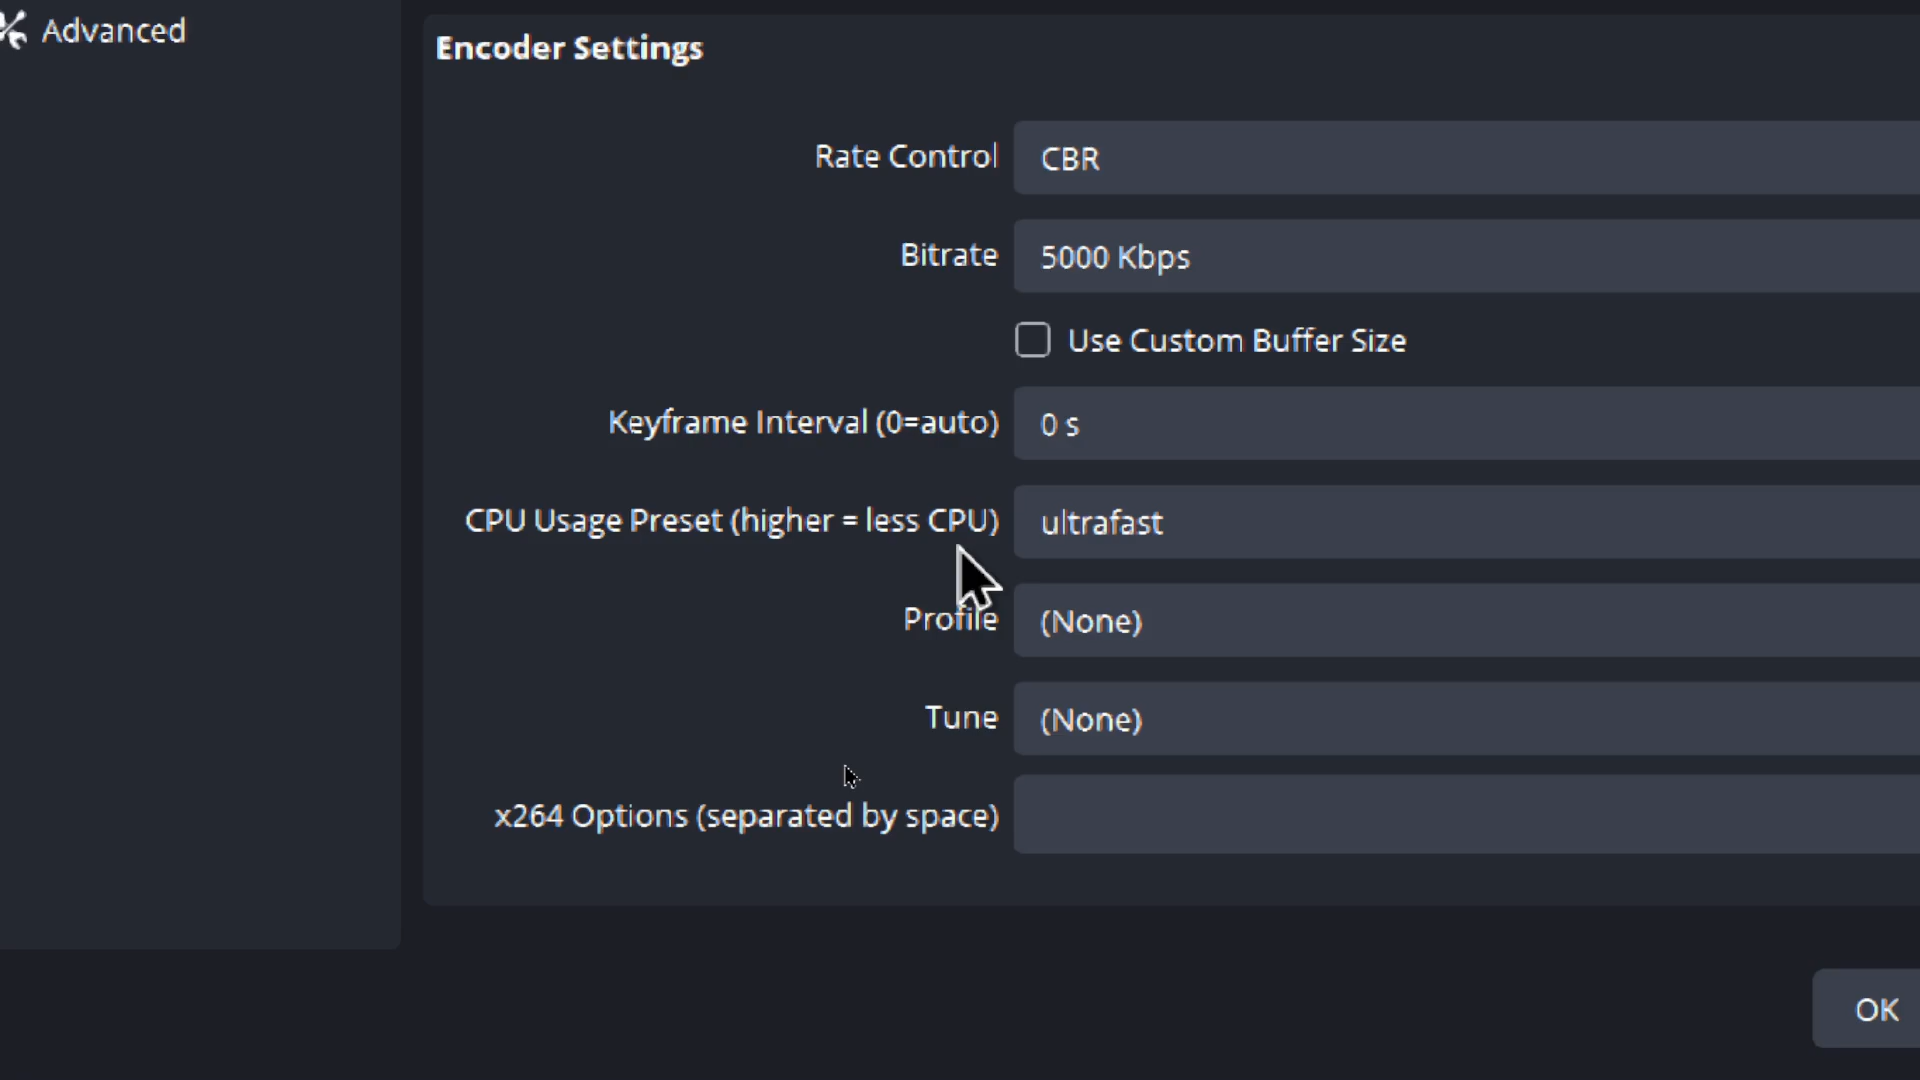 Advanced
Encoder Settings
Rate Control CBR
Bitrate 5000 Kbps
Use Custom Buffer Size
Keyframe Interval (0=auto) 0 s
CPU Usage Preset (higher = less CPU) ultrafast
Profile (None)
Tune (None)
x264 Options (separated by space)
OK